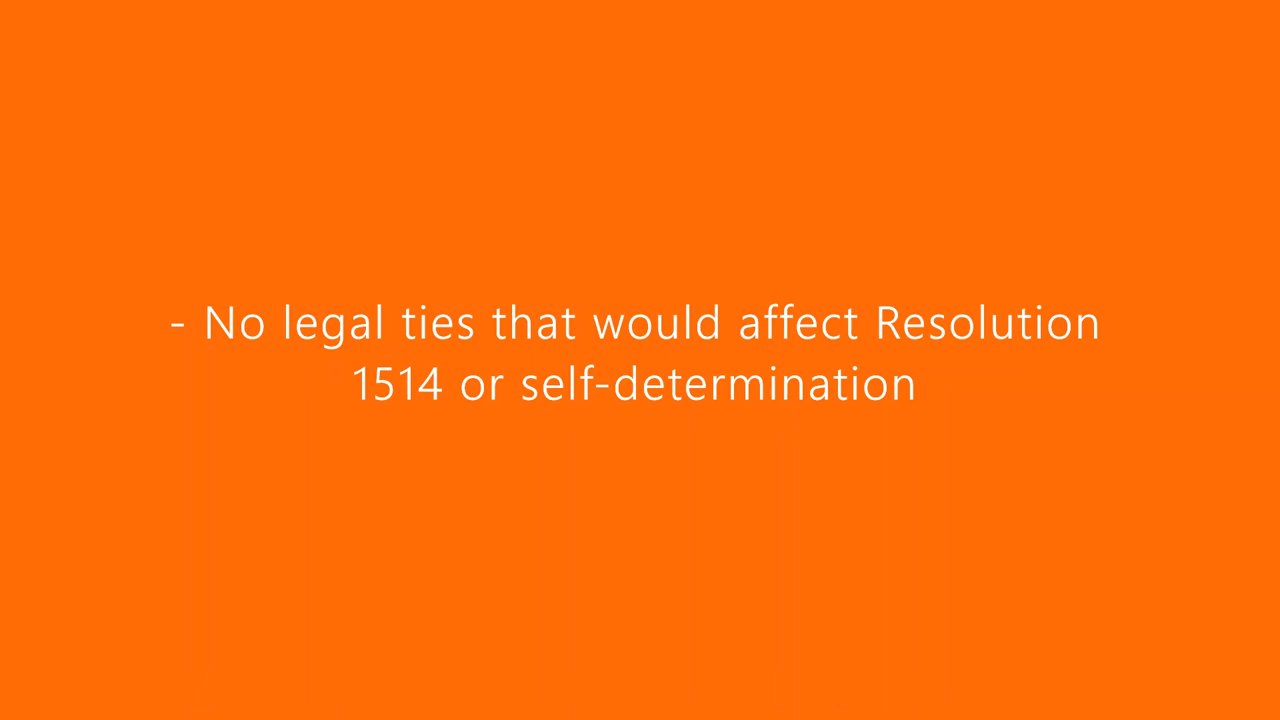 - No legal ties that would affect Resolution
1514 or self-determination